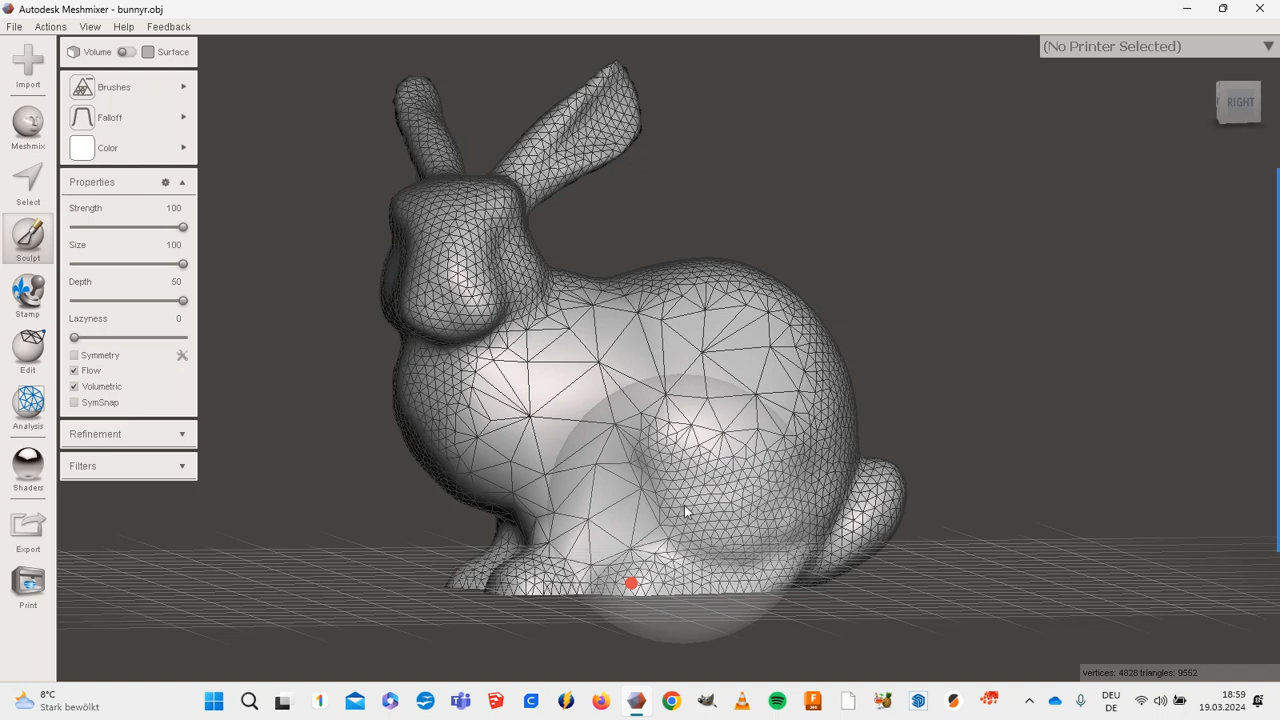 Autodesk Meshmixer - bunnyr.obj
File Actions View Help Feedback
(No Printer Selected)
RIGHT
Import
Meshmix
Select
Sculpt
Stamp
Edit
Analysis
Shaders
Export
Print
Volume Surface
Brushes
Falloff
Color
Properties
Strength 100
Size 100
Depth 50
Lazyness 0
Symmetry
Flow
Volumetric
SymSnap
Refinement
Filters
vertices: 4828 triangles: 9552
8°C
Stark bewölkt
DEU
DE
18:59
19.03.2024